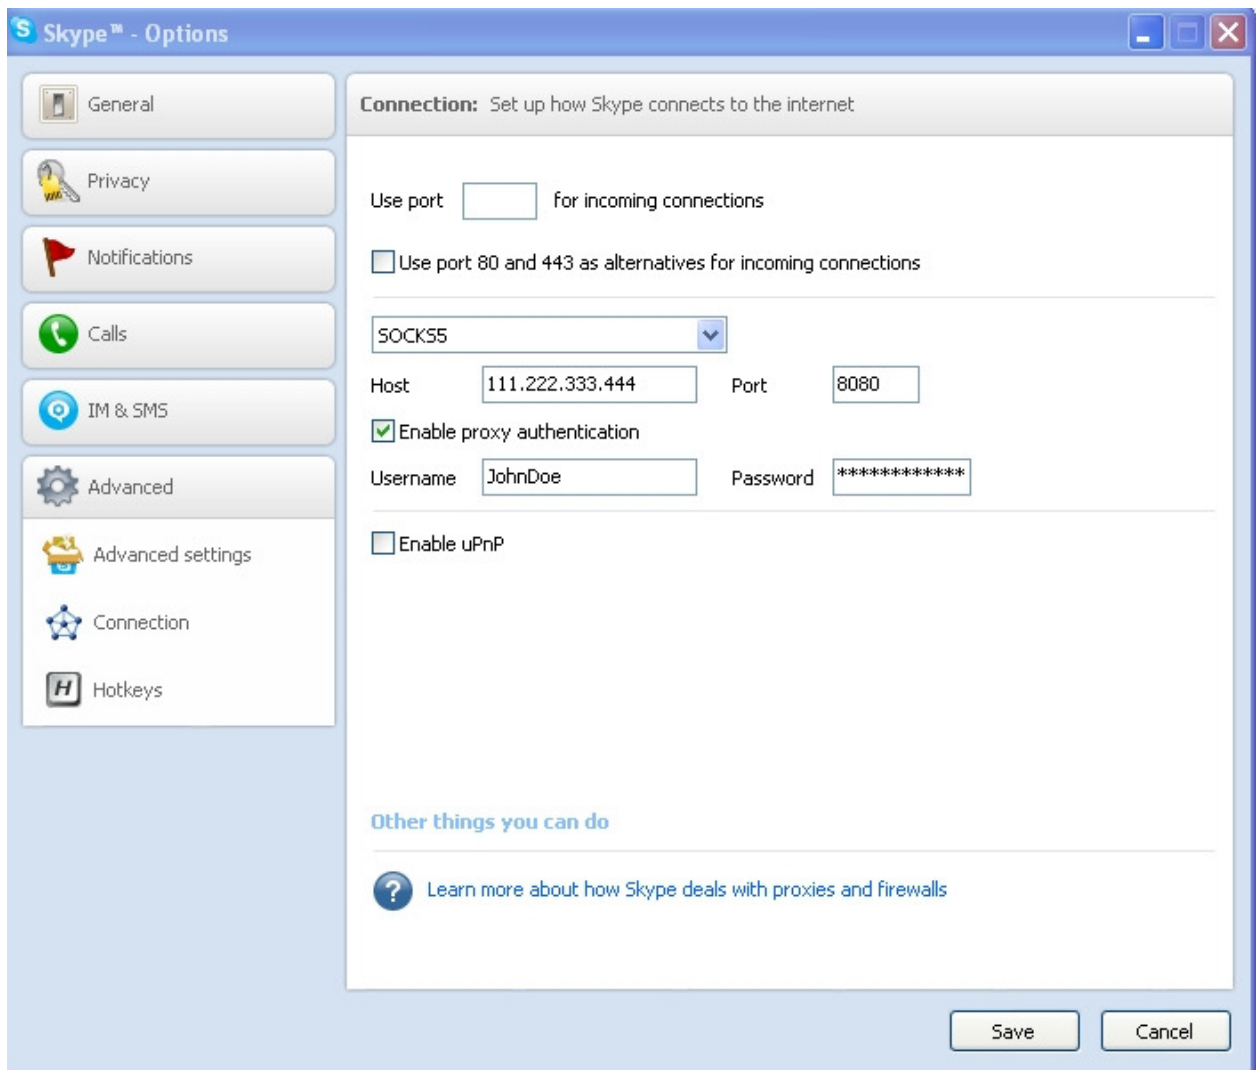 Skype™ - Options
General
Privacy
Notifications
Calls
IM & SMS
Advanced
Advanced settings
Connection
Hotkeys
Connection: Set up how Skype connects to the internet
Use port for incoming connections
Use port 80 and 443 as alternatives for incoming connections
SOCKS5
Host 111.222.333.444 Port 8080
Enable proxy authentication
Username JohnDoe Password ************
Enable uPnP
Other things you can do
Learn more about how Skype deals with proxies and firewalls
Save Cancel